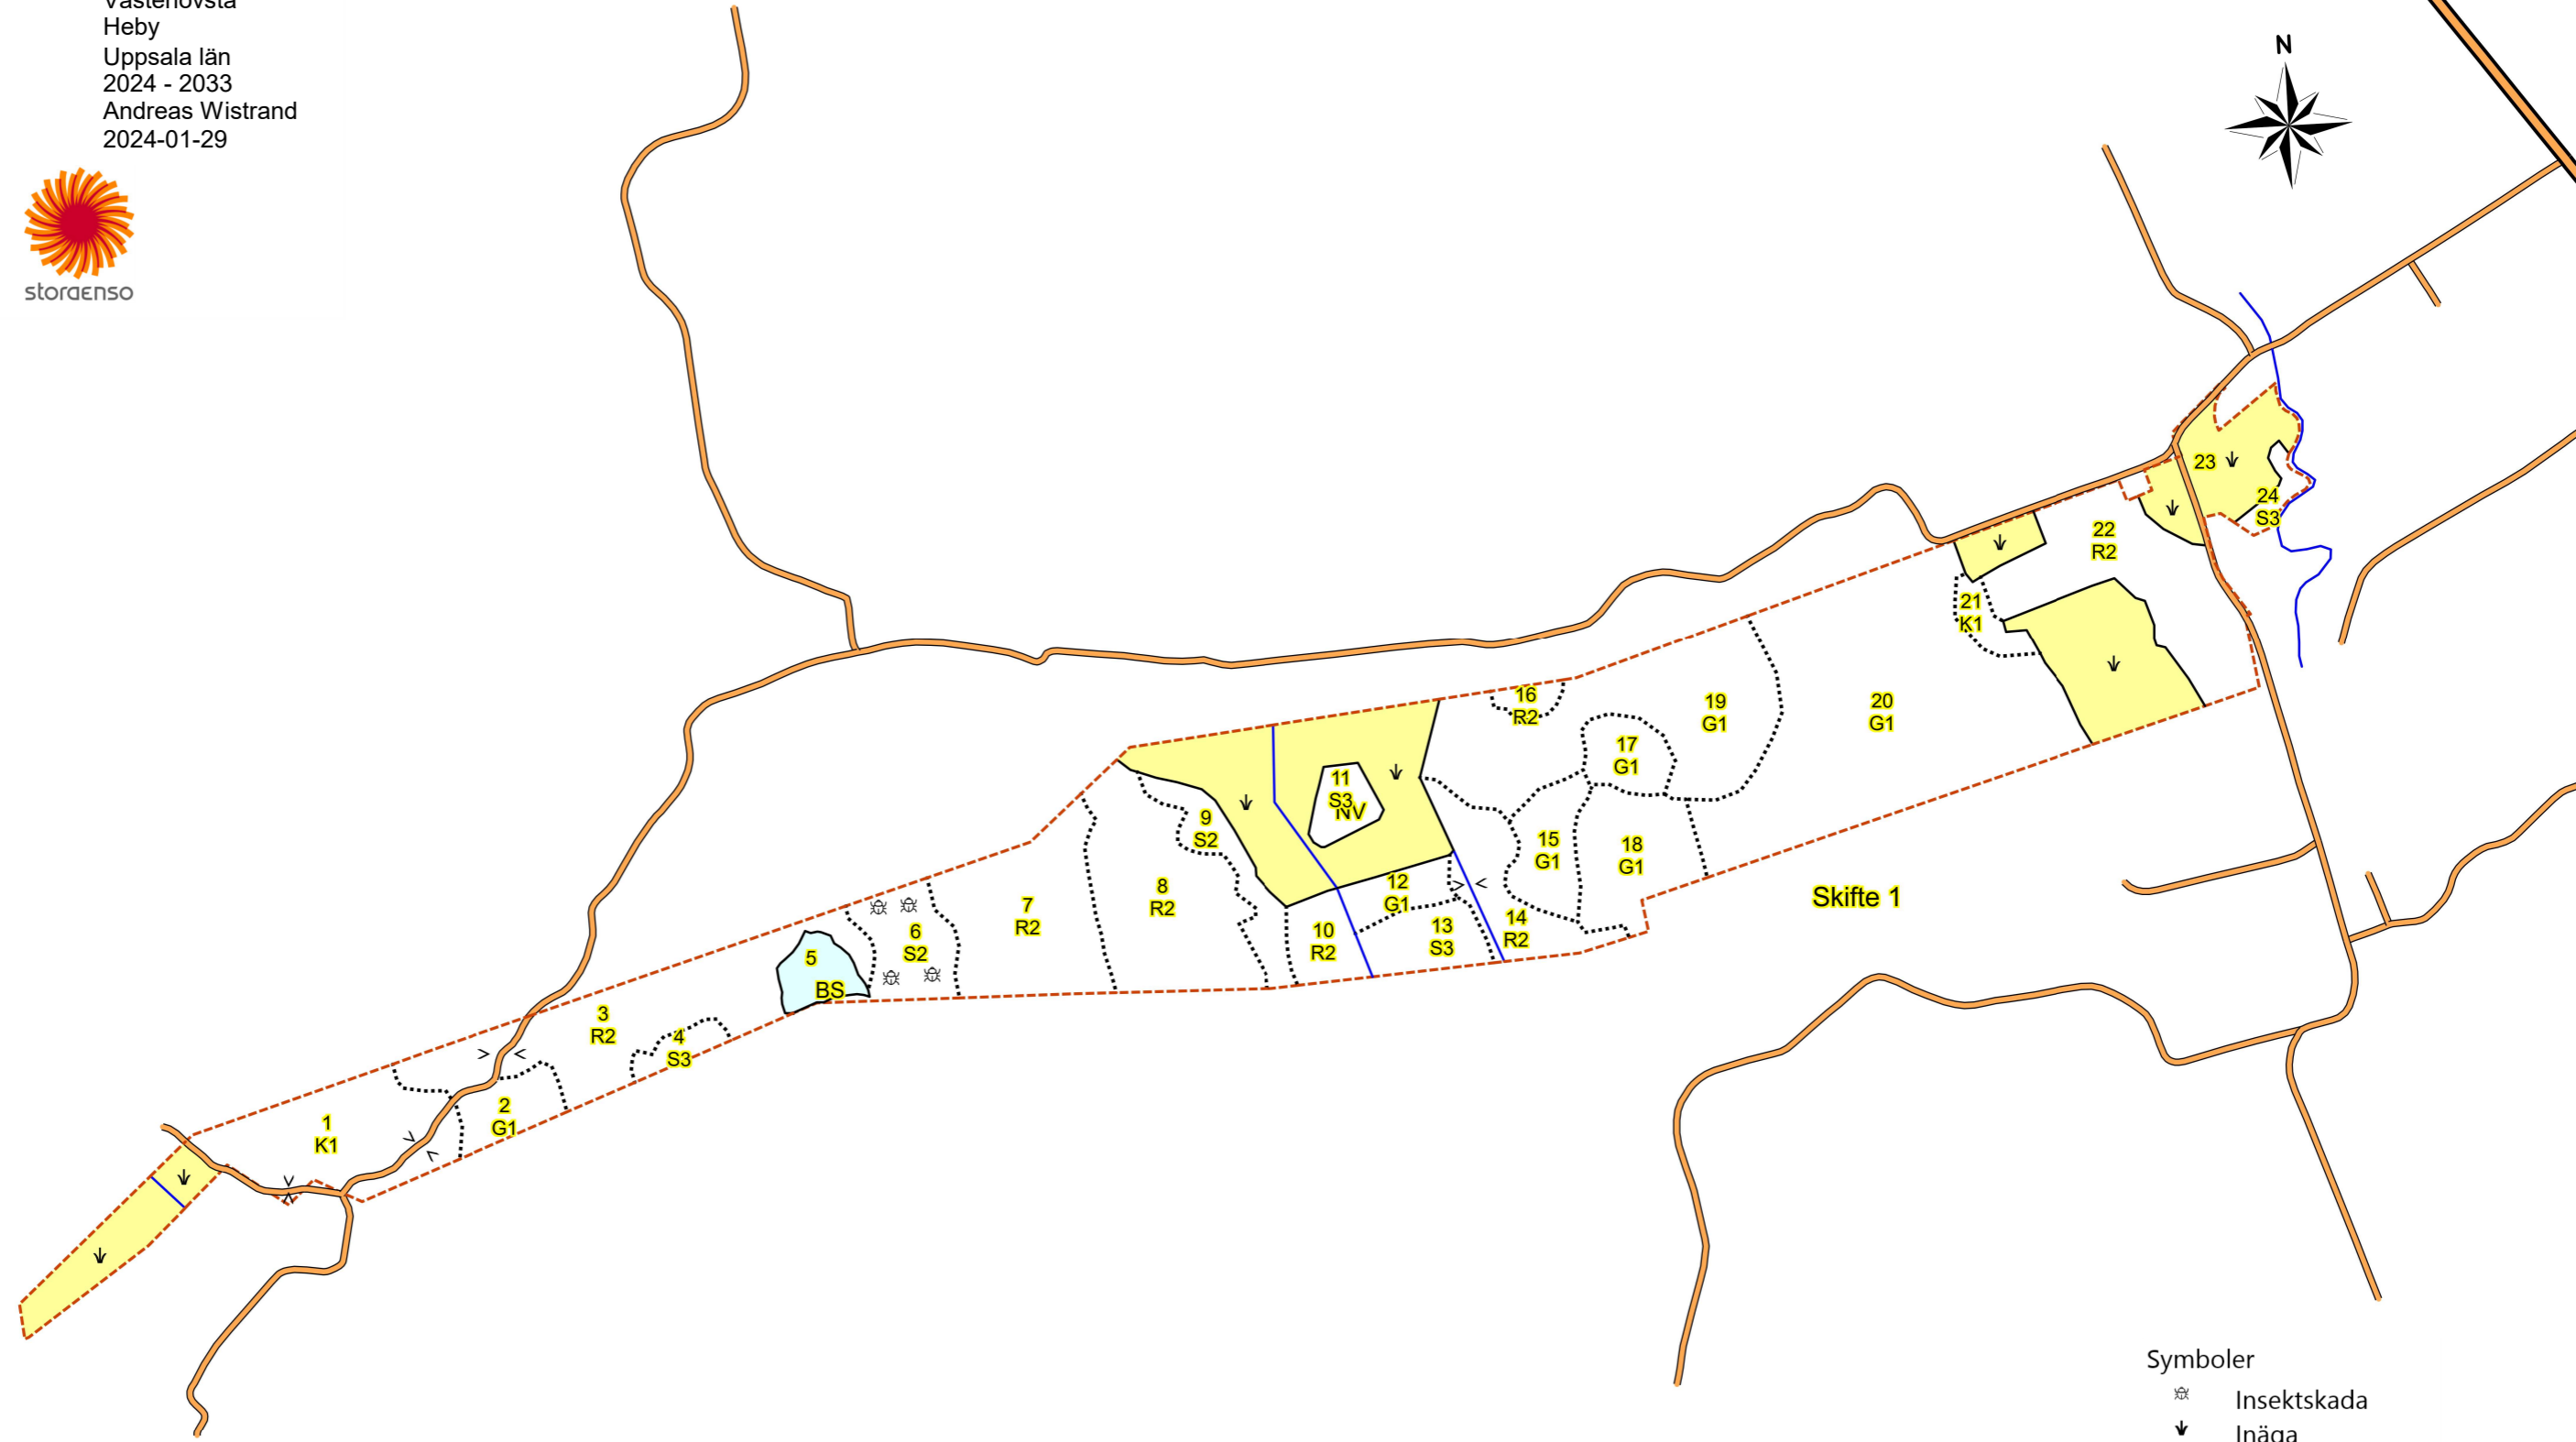 Västerlövsta
Heby
Uppsala län
2024 - 2033
Andreas Wistrand
2024-01-29
storaenso
N
1
K1
2
G1
3
R2
4
S3
5
BS
6
S2
7
R2
8
R2
9
S2
10
R2
11
S3
NV
12
G1
13
S3
14
R2
15
G1
16
R2
17
G1
18
G1
19
G1
20
G1
21
K1
22
R2
23
24
S3
Skifte 1
Symboler
Insektskada
Inäga